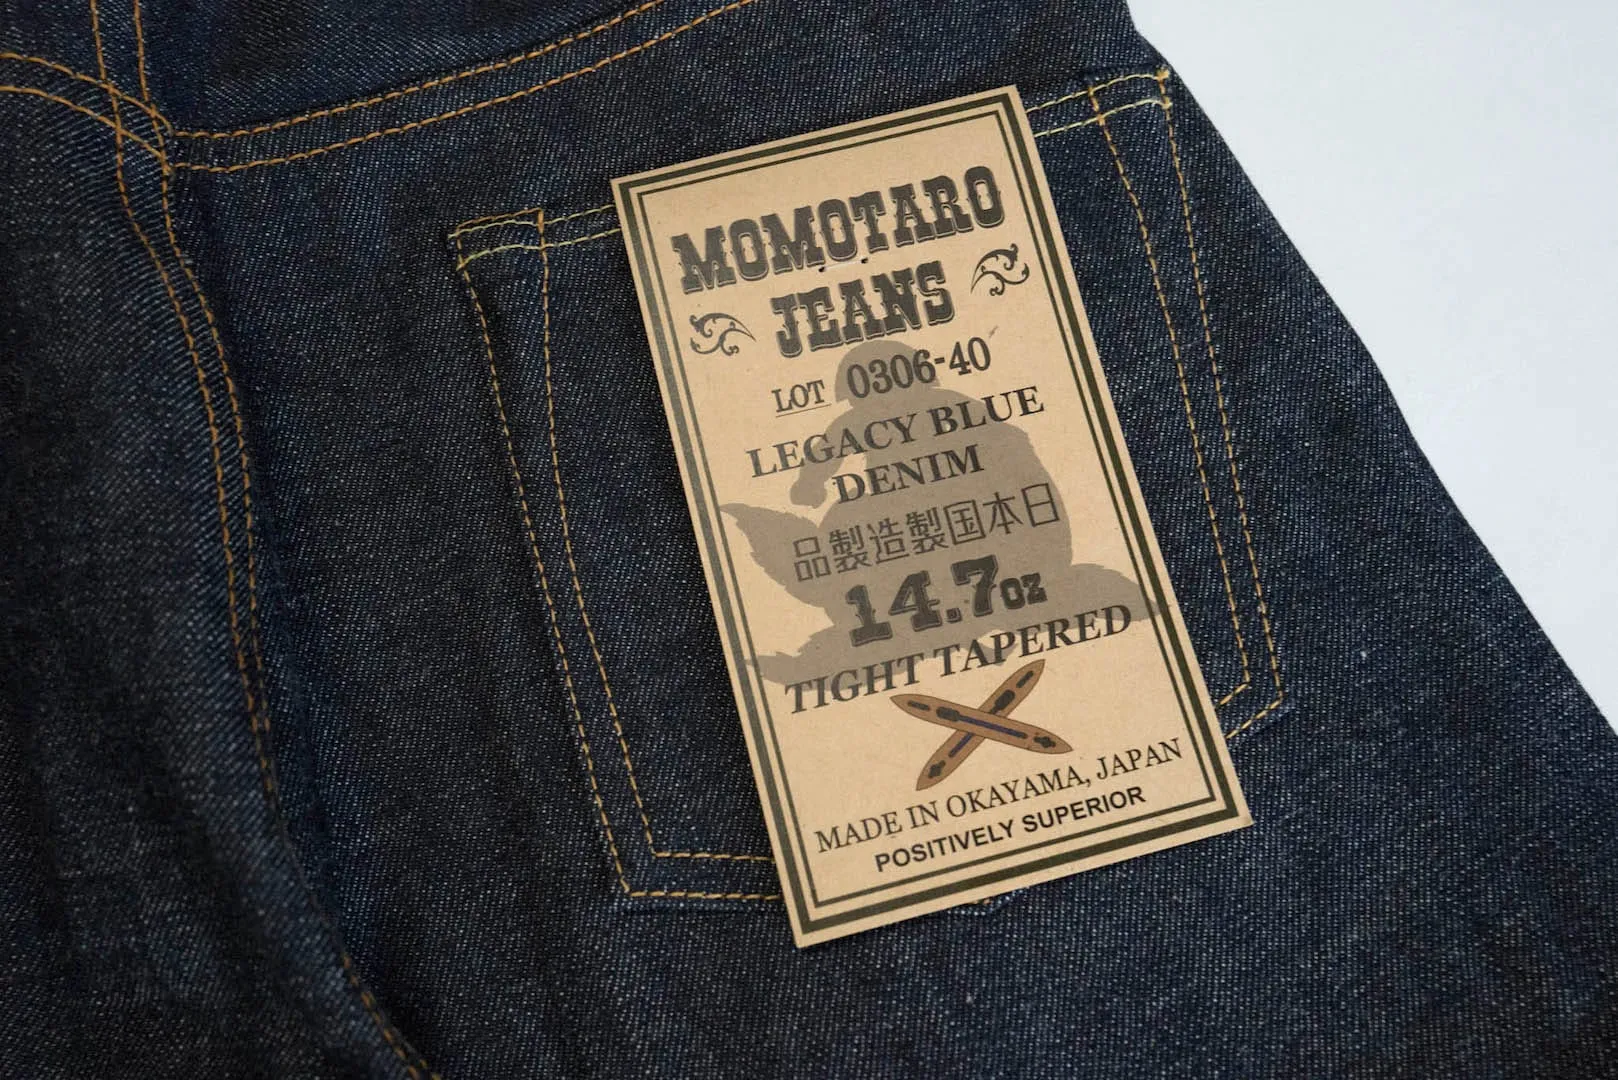 MOMOTARO
JEANS
LOT 0306-40
LEGACY BLUE
DENIM
品製造製国本日
14.7oz
TIGHT TAPERED
MADE IN OKAYAMA, JAPAN
POSITIVELY SUPERIOR